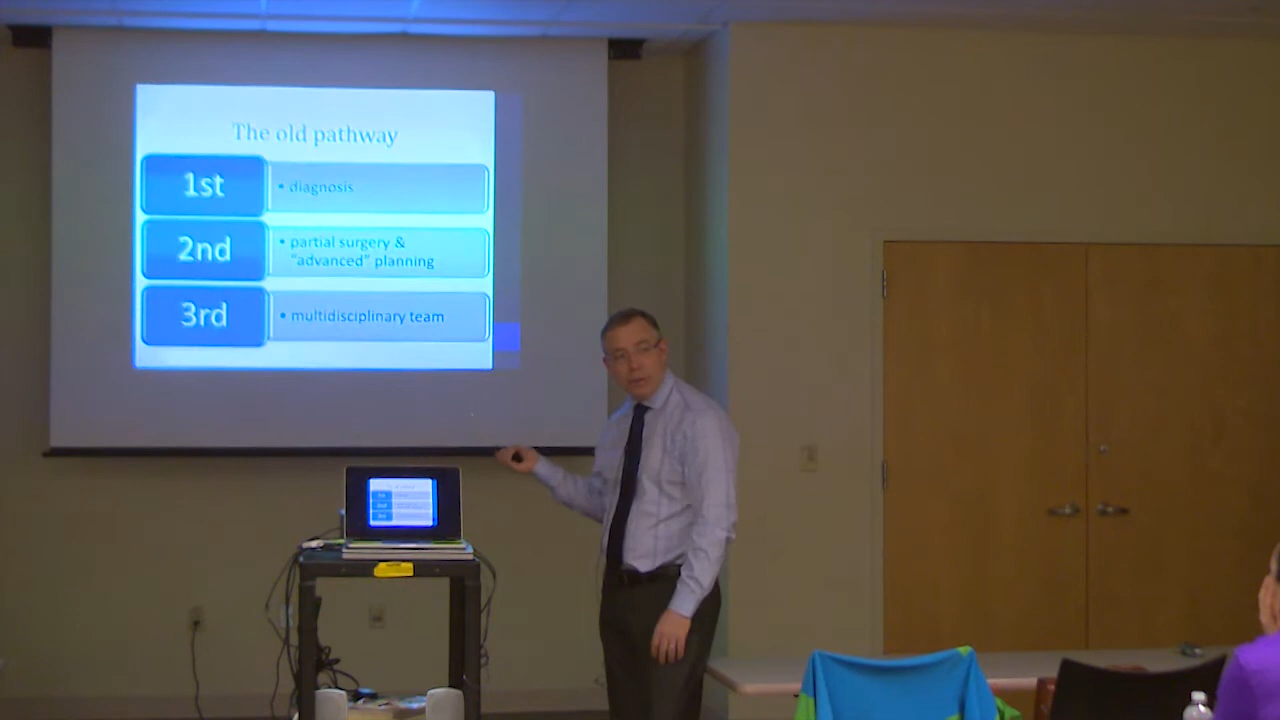 The old pathway
1st
• diagnosis
2nd
• partial surgery &
"advanced" planning
3rd
• multidisciplinary team